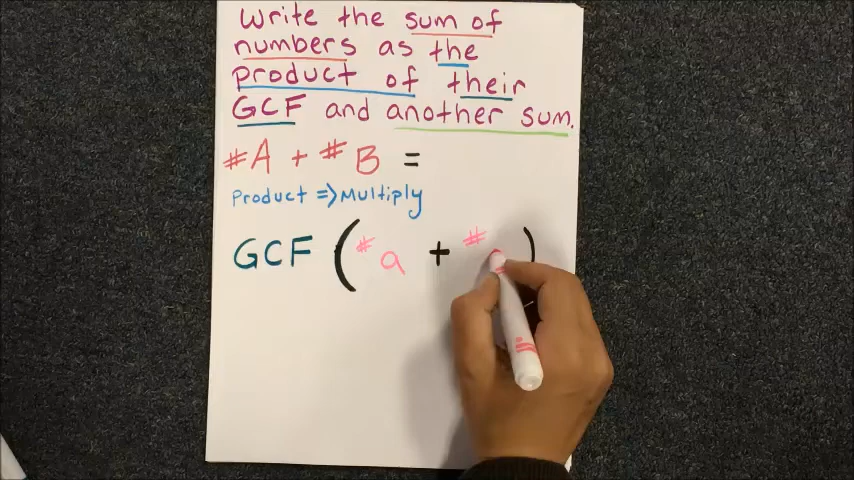 Write the sum of
numbers as the
product of their
GCF and another sum.
#A + #B =
Product => Multiply
GCF (#a + # )